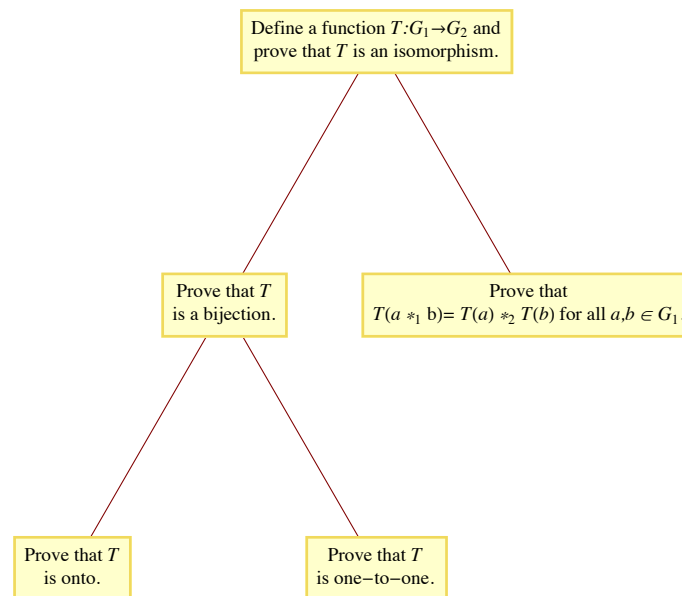 Define a function T:G₁→G₂ and
prove that T is an isomorphism.
Prove that T
is a bijection.
Prove that
T(a *₁ b)= T(a) *₂ T(b) for all a,b ∈ G₁.
Prove that T
is onto.
Prove that T
is one−to−one.